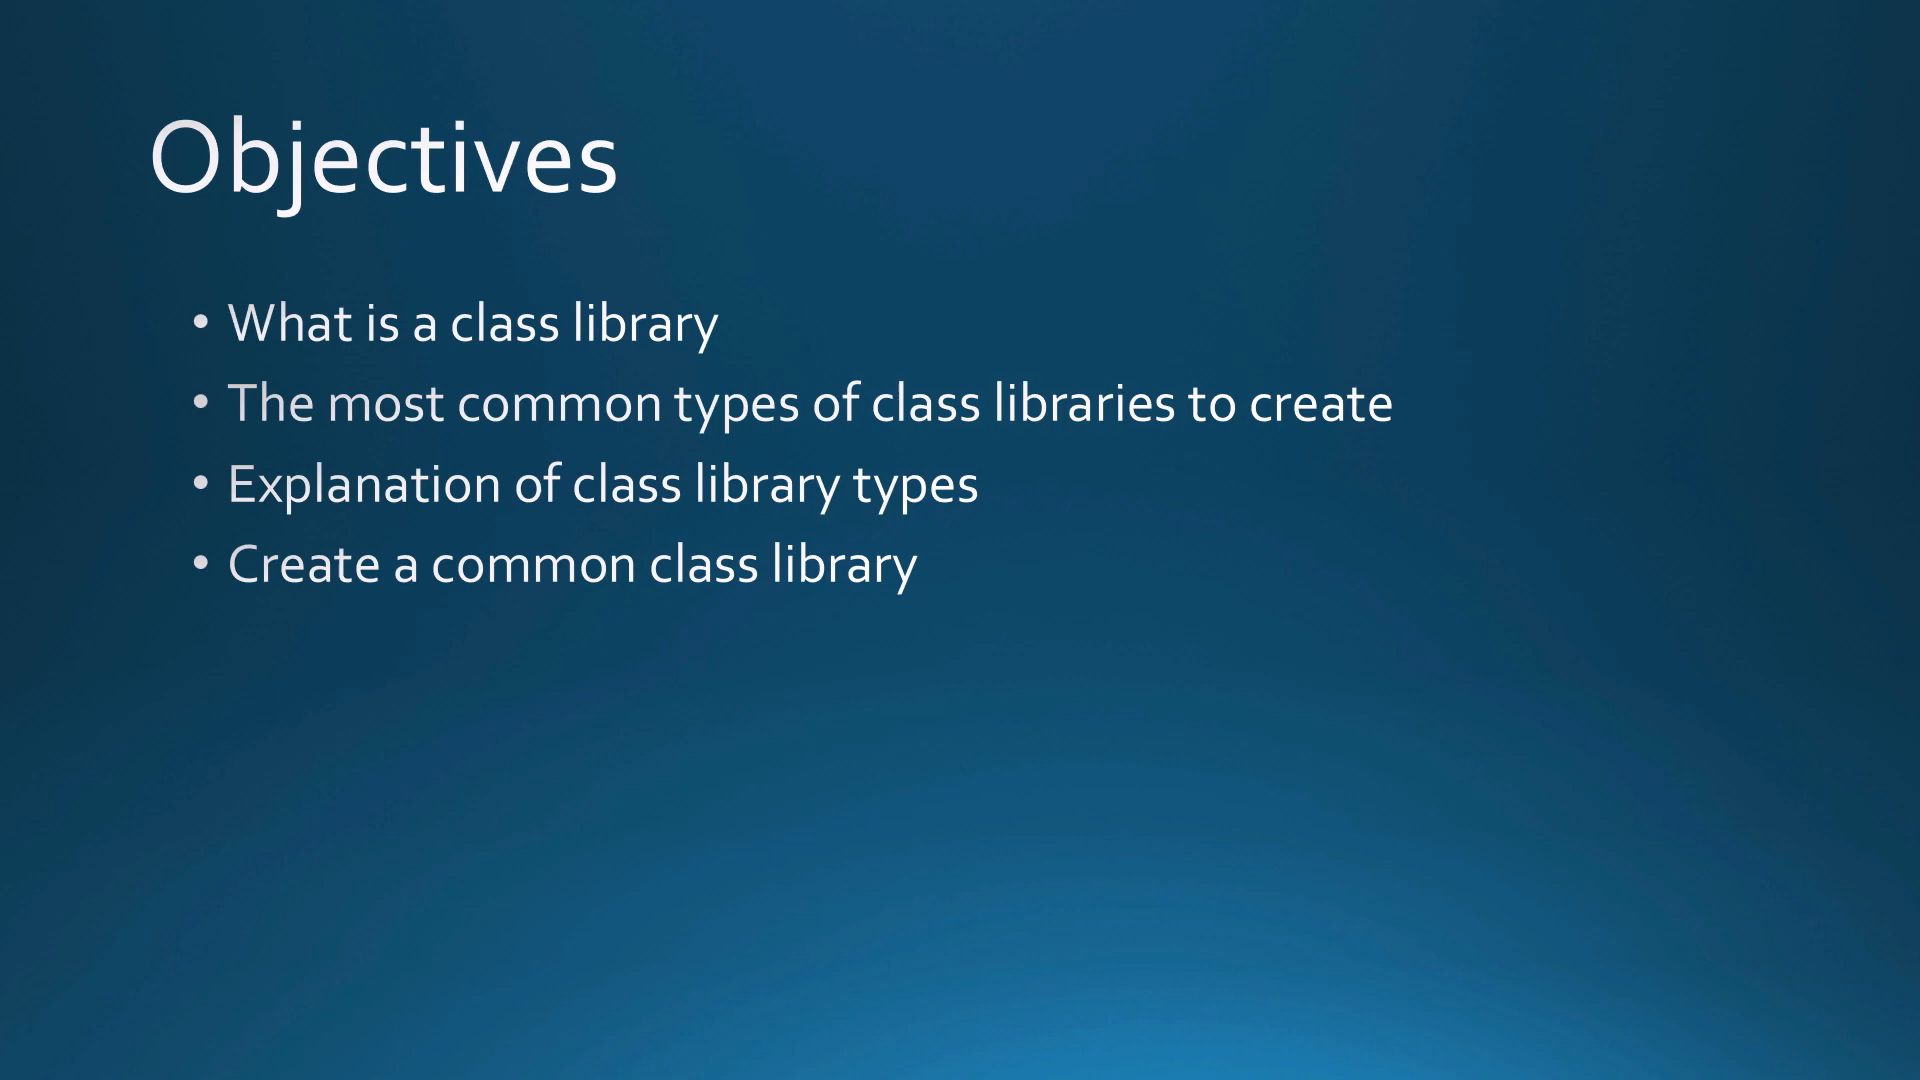 Objectives
• What is a class library
• The most common types of class libraries to create
• Explanation of class library types
• Create a common class library